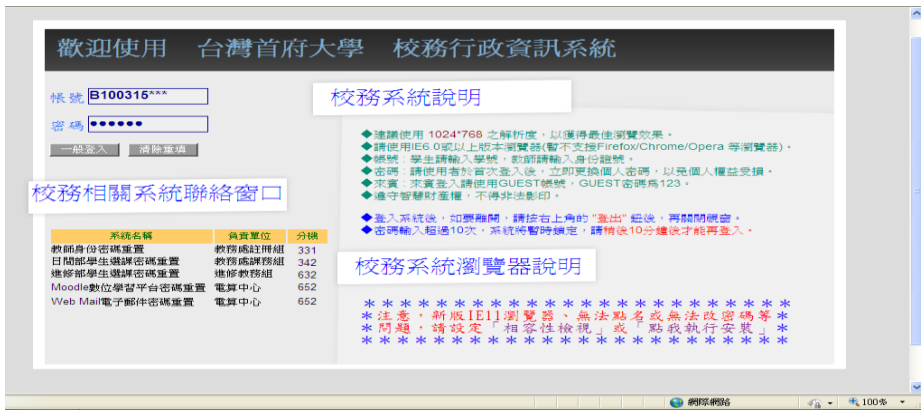 歡迎使用 台灣首府大學 校務行政資訊系統
帳號 B100315***
密碼 ●●●●●●
一般登入 清除重填
校務相關系統聯絡窗口
系統名稱 負責單位 分機
教師身份密碼重置 教務處註冊組 331
日間部學生選課密碼重置 教務處課務組 342
進修部學生選課密碼重置 進修教務組 632
Moodle數位學習平台密碼重置 電算中心 652
Web Mail電子郵件密碼重置 電算中心 652
校務系統說明
◆建議使用 1024*768 之解析度，以獲得最佳瀏覽效果。
◆請使用IE6.0或以上版本瀏覽器(暫不支援Firefox/Chrome/Opera 等瀏覽器)。
◆帳號：學生請輸入學號，教師請輸入身份證號。
◆密碼：請使用者於首次登入後，立即更換個人密碼，以免個人權益受損。
◆來賓：來賓登入請使用GUEST帳號，GUEST密碼為123。
◆遵守智慧財產權，不得非法影印。
◆登入系統後，如要離開，請按右上角的 "登出" 鈕後，再關閉視窗。
◆密碼輸入超過10次，系統將暫時鎖定，請稍後10分鐘後才能再登入。
校務系統瀏覽器說明
＊＊＊＊＊＊＊＊＊＊＊＊＊＊＊＊＊＊＊＊＊＊＊＊
＊注意，新版IE11瀏覽器、無法點名或無法改密碼等＊
＊問題，請設定「相容性檢視」或「點我執行安裝」＊
＊＊＊＊＊＊＊＊＊＊＊＊＊＊＊＊＊＊＊＊＊＊＊＊
網際網路 100%